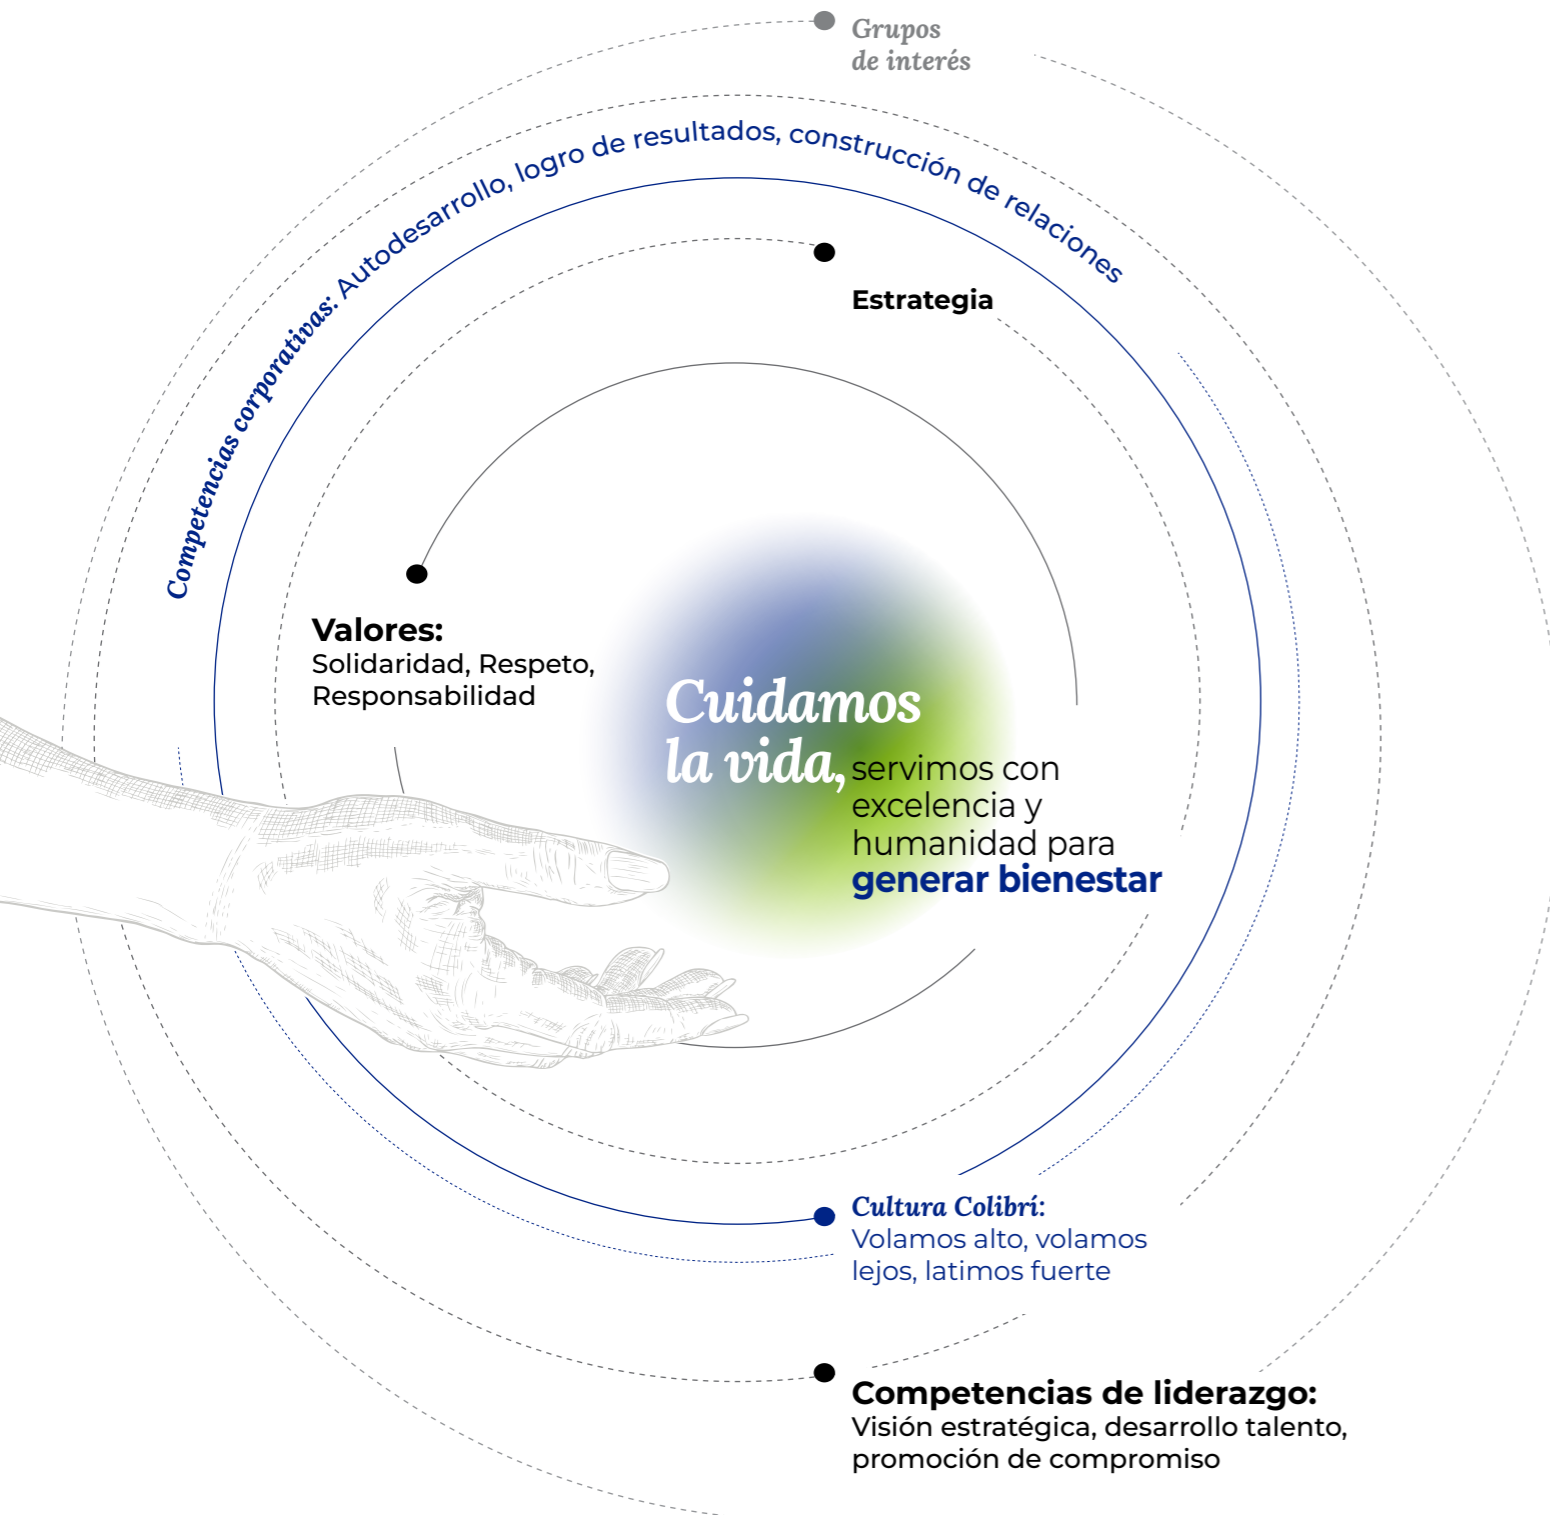 Grupos
de interés
Competencias corporativas: Autodesarrollo, logro de resultados, construcción de relaciones
Estrategia
Valores:
Solidaridad, Respeto,
Responsabilidad
Cuidamos
la vida,
servimos con
excelencia y
humanidad para
generar bienestar
Cultura Colibrí:
Volamos alto, volamos
lejos, latimos fuerte
Competencias de liderazgo:
Visión estratégica, desarrollo talento,
promoción de compromiso